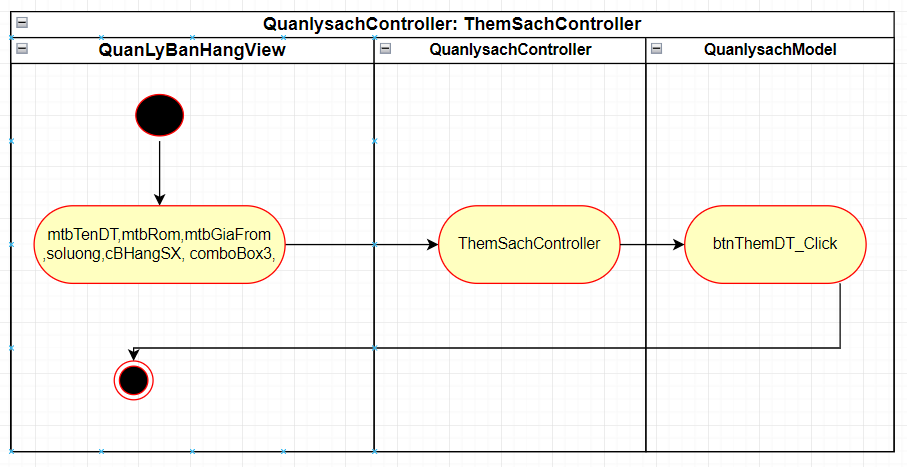 QuanlysachController: ThemSachController
QuanLyBanHangView
QuanlysachController
QuanlysachModel
mtbTenDT,mtbRom,mtbGiaFrom
,soluong,cBHangSX, comboBox3,
ThemSachController
btnThemDT_Click